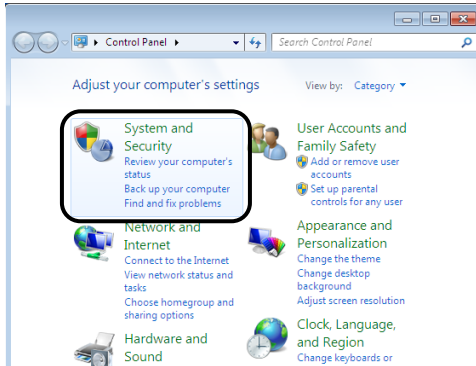 Control Panel
Search Control Panel
Adjust your computer's settings
View by: Category
System and
Security
Review your computer's
status
Back up your computer
Find and fix problems
Network and
Internet
Connect to the Internet
View network status and
tasks
Choose homegroup and
sharing options
Hardware and
Sound
User Accounts and
Family Safety
Add or remove user
accounts
Set up parental
controls for any user
Appearance and
Personalization
Change the theme
Change desktop
background
Adjust screen resolution
Clock, Language,
and Region
Change keyboards or